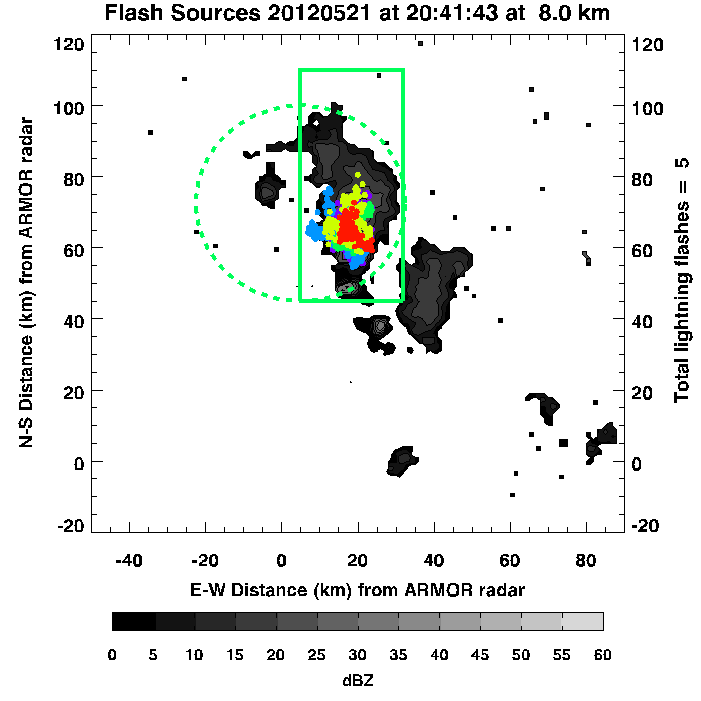 Flash Sources 20120521 at 20:41:43 at  8.0 km
120 120
100 100
80 80
60 60
40 40
20 20
0 0
-20 -20
N-S Distance (km) from ARMOR radar
Total lightning flashes =  5
-40 -20 0 20 40 60 80
E-W Distance (km) from ARMOR radar
0 5 10 15 20 25 30 35 40 45 50 55 60
dBZ